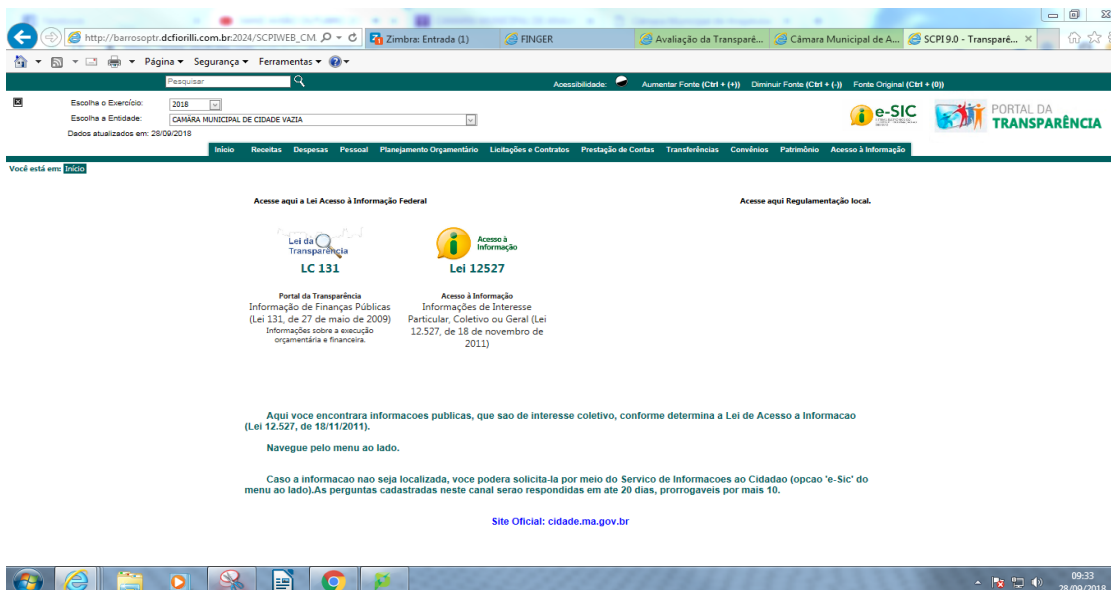 http://barrosoptr.dcfiorilli.com.br:2024/SCPIWEB_CM.
Zimbra: Entrada (1)
FINGER
Avaliação da Transparê...
Câmara Municipal de A...
SCPI 9.0 - Transparê...
Página
Segurança
Ferramentas
Pesquisar
Acessibilidade:
Aumentar Fonte (Ctrl + (+))
Diminuir Fonte (Ctrl + (-))
Fonte Original (Ctrl + (0))
Escolha o Exercício:
2018
Escolha a Entidade:
CAMÂRA MUNICIPAL DE CIDADE VAZIA
Dados atualizados em: 28/09/2018
e-SIC
PORTAL DA
TRANSPARÊNCIA
Início Receitas Despesas Pessoal Planejamento Orçamentário Licitações e Contratos Prestação de Contas Transferências Convênios Patrimônio Acesso à Informação
Você está em: Início
Acesse aqui a Lei Acesso à Informação Federal
Acesse aqui Regulamentação local.
Lei da
Transparência
LC 131
Acesso à
Informação
Lei 12527
Portal da Transparência
Informação de Finanças Públicas
(Lei 131, de 27 de maio de 2009)
Informações sobre a execução
orçamentária e financeira.
Acesso à Informação
Informações de Interesse
Particular, Coletivo ou Geral (Lei
12.527, de 18 de novembro de
2011)
Aqui voce encontrara informacoes publicas, que sao de interesse coletivo, conforme determina a Lei de Acesso a Informacao
(Lei 12.527, de 18/11/2011).
Navegue pelo menu ao lado.
Caso a informacao nao seja localizada, voce podera solicita-la por meio do Servico de Informacoes ao Cidadao (opcao 'e-Sic' do
menu ao lado).As perguntas cadastradas neste canal serao respondidas em ate 20 dias, prorrogaveis por mais 10.
Site Oficial: cidade.ma.gov.br
09:33
28/09/2018